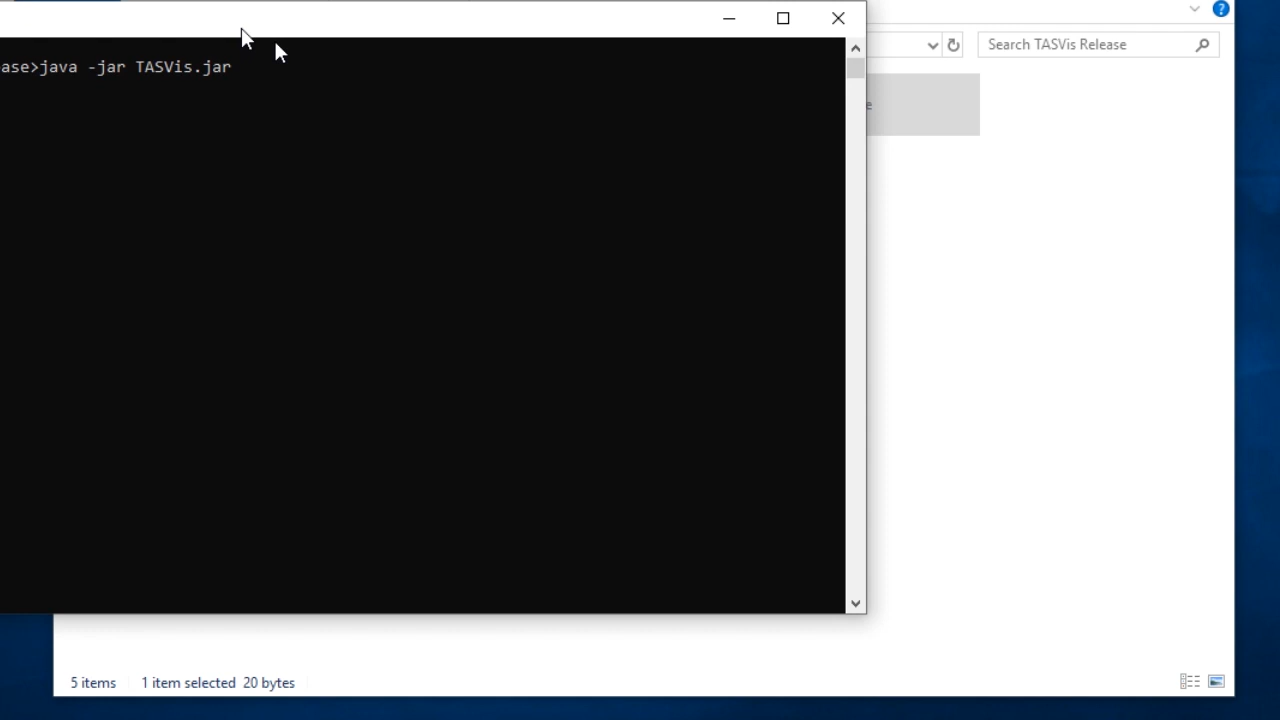 ase>java -jar TASVis.jar
Search TASVis Release
e
5 items
1 item selected 20 bytes